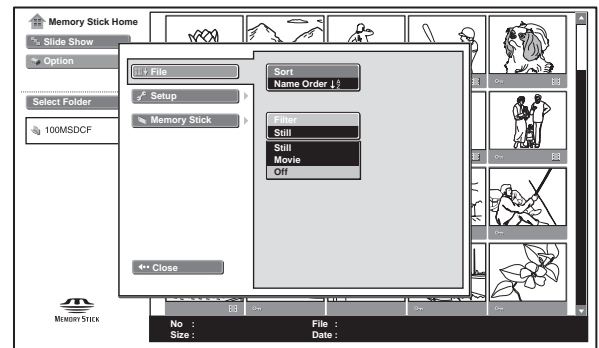 Memory Stick Home
Slide Show
Option
Select Folder
100MSDCF
File
Setup
Memory Stick
Close
Sort
Name Order
Filter
Still
Still
Movie
Off
MEMORY STICK
No :
File :
Size :
Date :